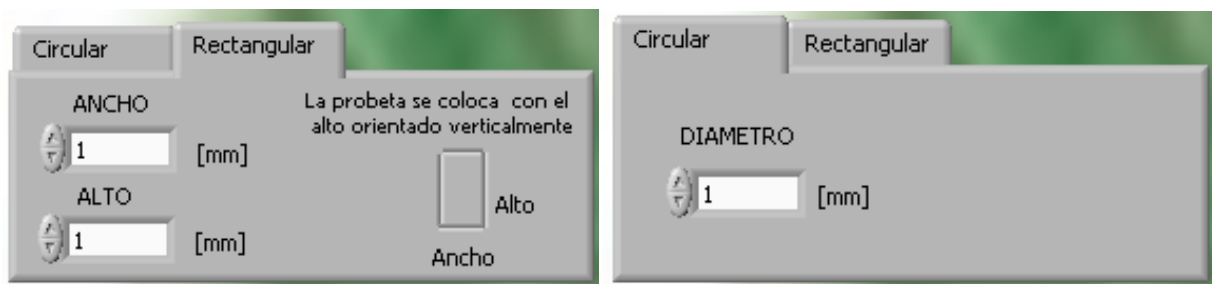 Circular
Rectangular
ANCHO
1
[mm]
ALTO
1
[mm]
La probeta se coloca con el
alto orientado verticalmente
Alto
Ancho
Circular
Rectangular
DIAMETRO
1
[mm]